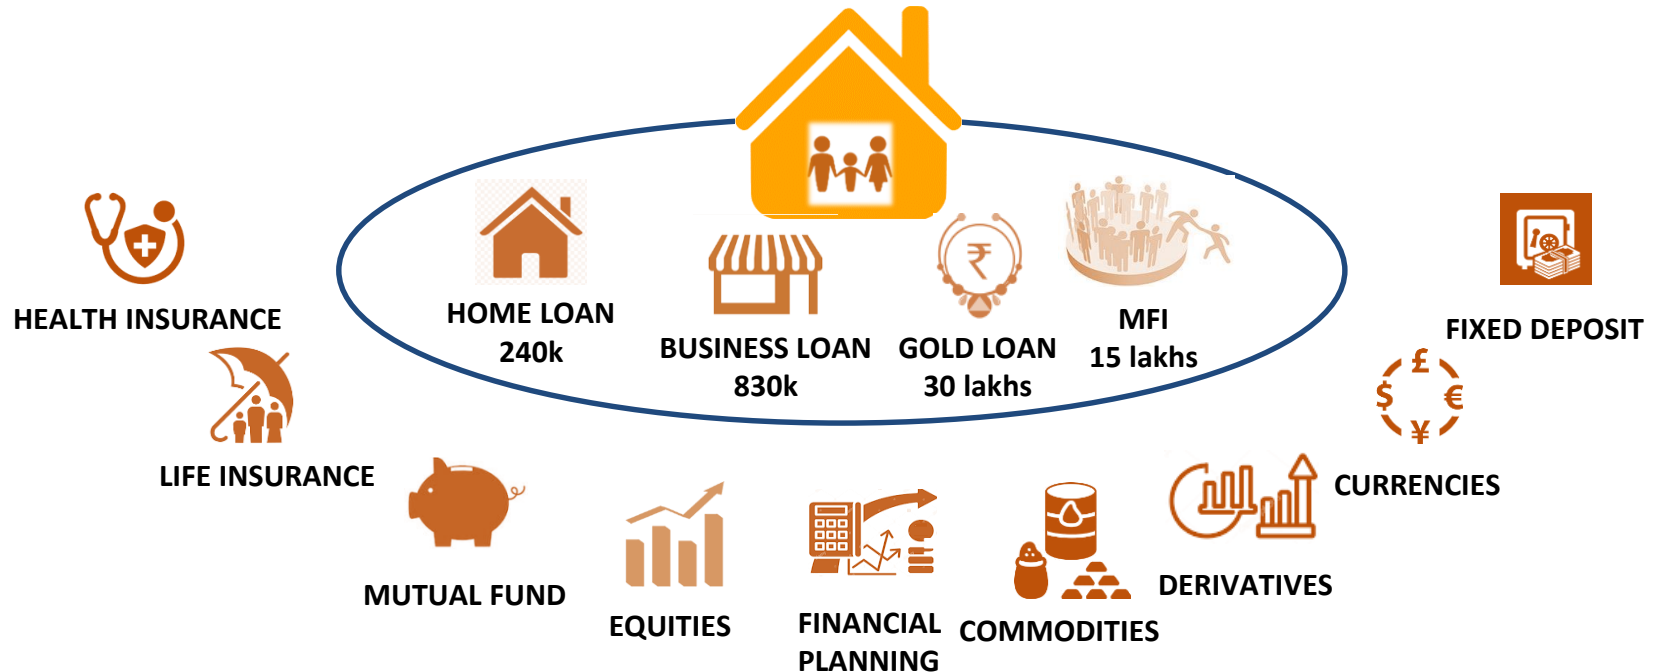 HEALTH INSURANCE
LIFE INSURANCE
HOME LOAN
240k
BUSINESS LOAN
830k
₹
GOLD LOAN
30 lakhs
MFI
15 lakhs
FIXED DEPOSIT
£
$ €
¥
CURRENCIES
MUTUAL FUND
EQUITIES
FINANCIAL
PLANNING
COMMODITIES
DERIVATIVES